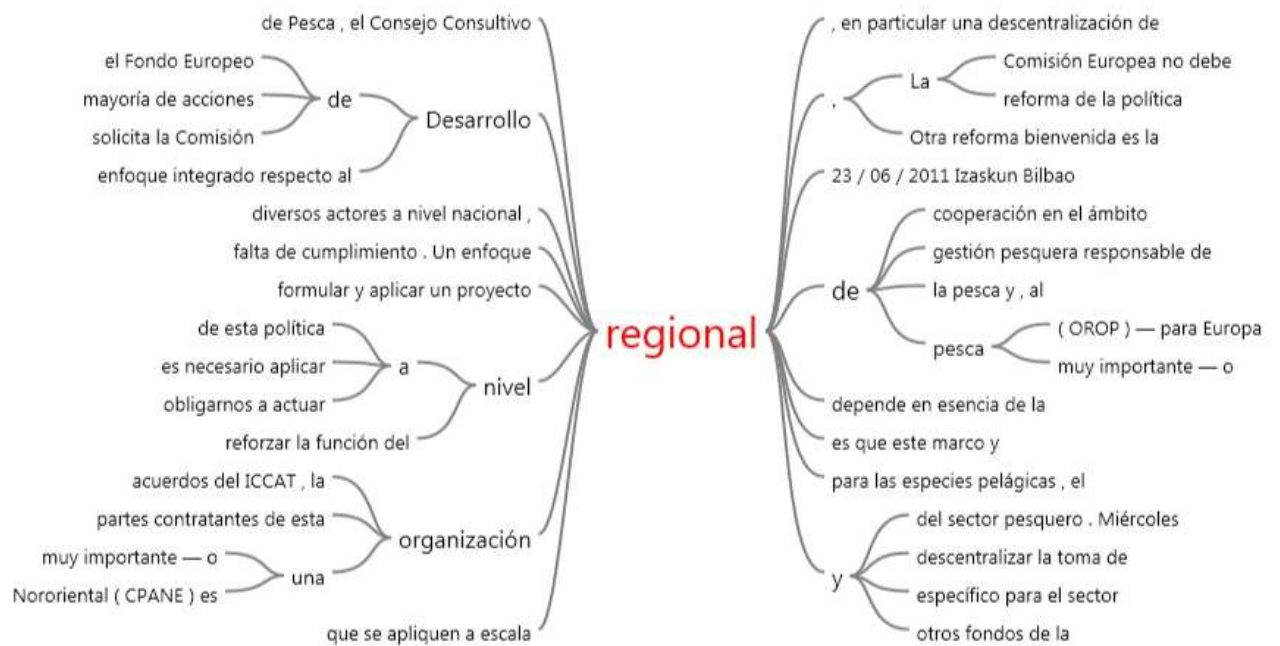 de Pesca , el Consejo Consultivo
el Fondo Europeo
mayoría de acciones
solicita la Comisión
de
enfoque integrado respecto al
Desarrollo
diversos actores a nivel nacional ,
falta de cumplimiento . Un enfoque
formular y aplicar un proyecto
de esta política
es necesario aplicar
obligarnos a actuar
a
reforzar la función del
nivel
acuerdos del ICCAT , la
partes contratantes de esta
muy importante — o
Nororiental ( CPANE ) es
una
organización
que se apliquen a escala
regional
, en particular una descentralización de
.
La
Comisión Europea no debe
reforma de la política
Otra reforma bienvenida es la
23 / 06 / 2011 Izaskun Bilbao
de
cooperación en el ámbito
gestión pesquera responsable de
la pesca y , al
pesca
( OROP ) — para Europa
muy importante — o
depende en esencia de la
es que este marco y
para las especies pelágicas , el
y
del sector pesquero . Miércoles
descentralizar la toma de
específico para el sector
otros fondos de la